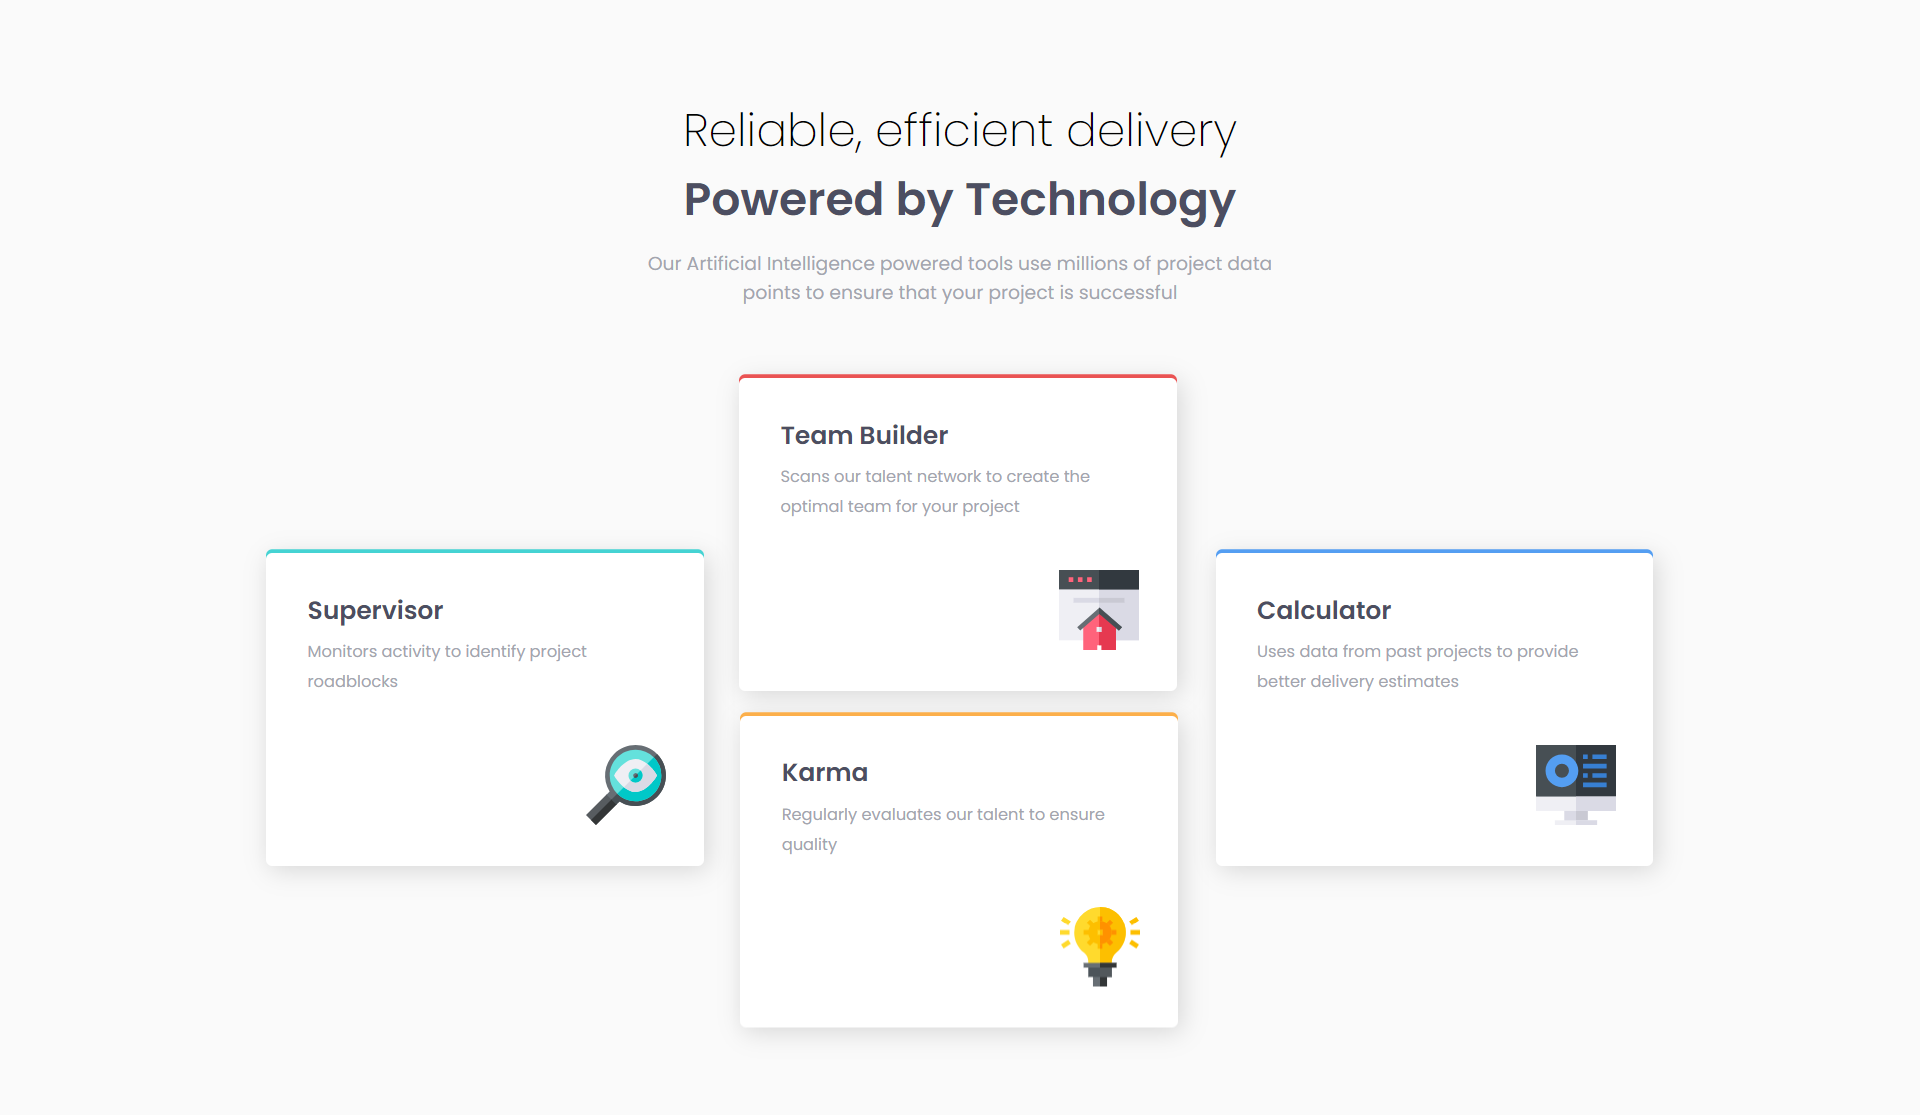 Reliable, efficient delivery
Powered by Technology
Our Artificial Intelligence powered tools use millions of project data
points to ensure that your project is successful
Team Builder
Scans our talent network to create the
optimal team for your project
Supervisor
Monitors activity to identify project
roadblocks
Calculator
Uses data from past projects to provide
better delivery estimates
Karma
Regularly evaluates our talent to ensure
quality